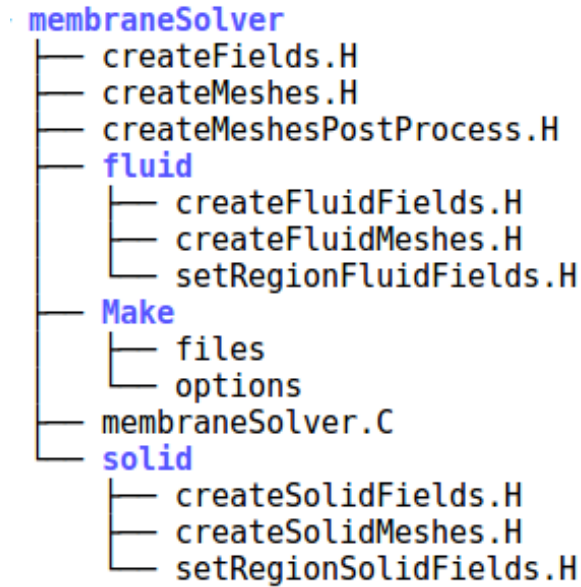 membraneSolver
├── createFields.H
├── createMeshes.H
├── createMeshesPostProcess.H
├── fluid
│   ├── createFluidFields.H
│   ├── createFluidMeshes.H
│   └── setRegionFluidFields.H
├── Make
│   ├── files
│   └── options
├── membraneSolver.C
└── solid
    ├── createSolidFields.H
    ├── createSolidMeshes.H
    └── setRegionSolidFields.H